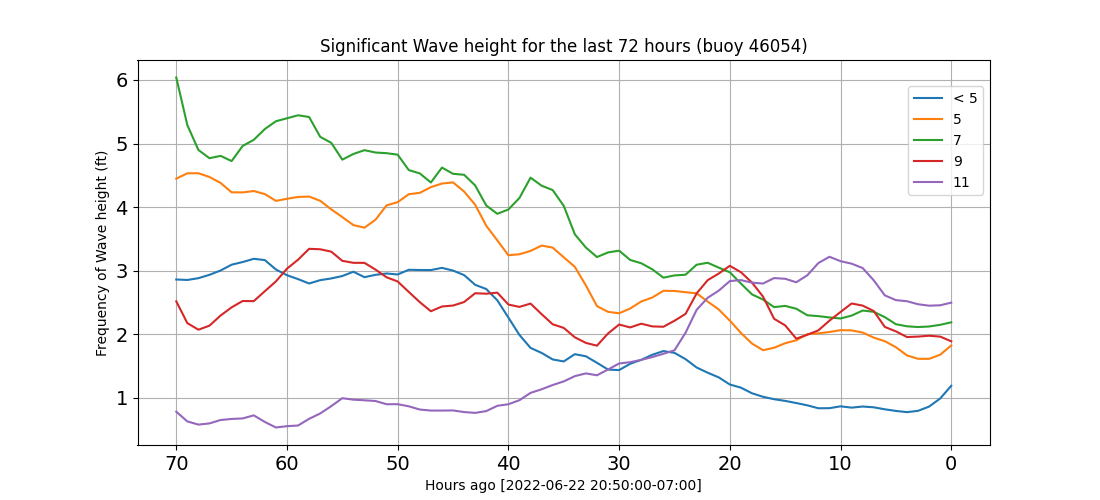 Significant Wave height for the last 72 hours (buoy 46054)
Frequency of Wave height (ft)
6
5
4
3
2
1
< 5
5
7
9
11
70 60 50 40 30 20 10 0
Hours ago [2022-06-22 20:50:00-07:00]